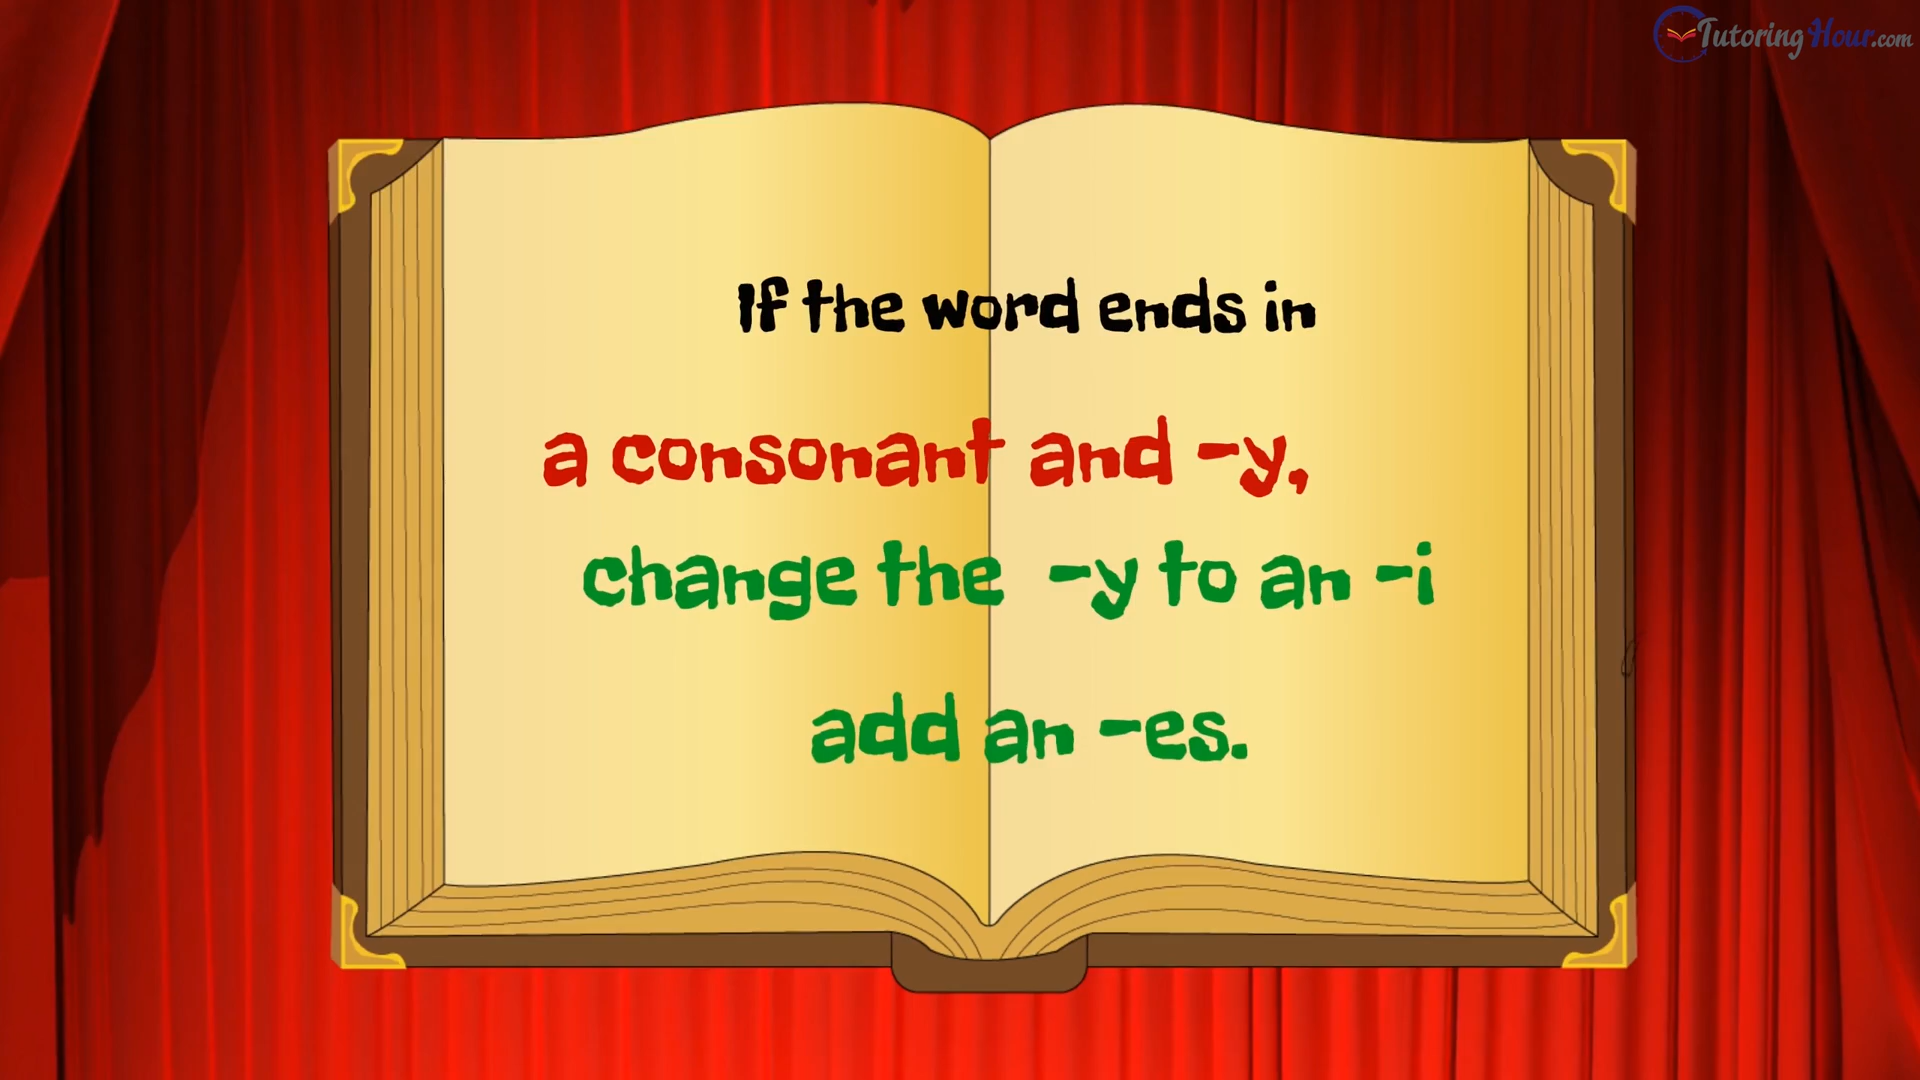 TutoringHour.com
If the word ends in
a consonant and -y,
change the -y to an -i
add an -es.